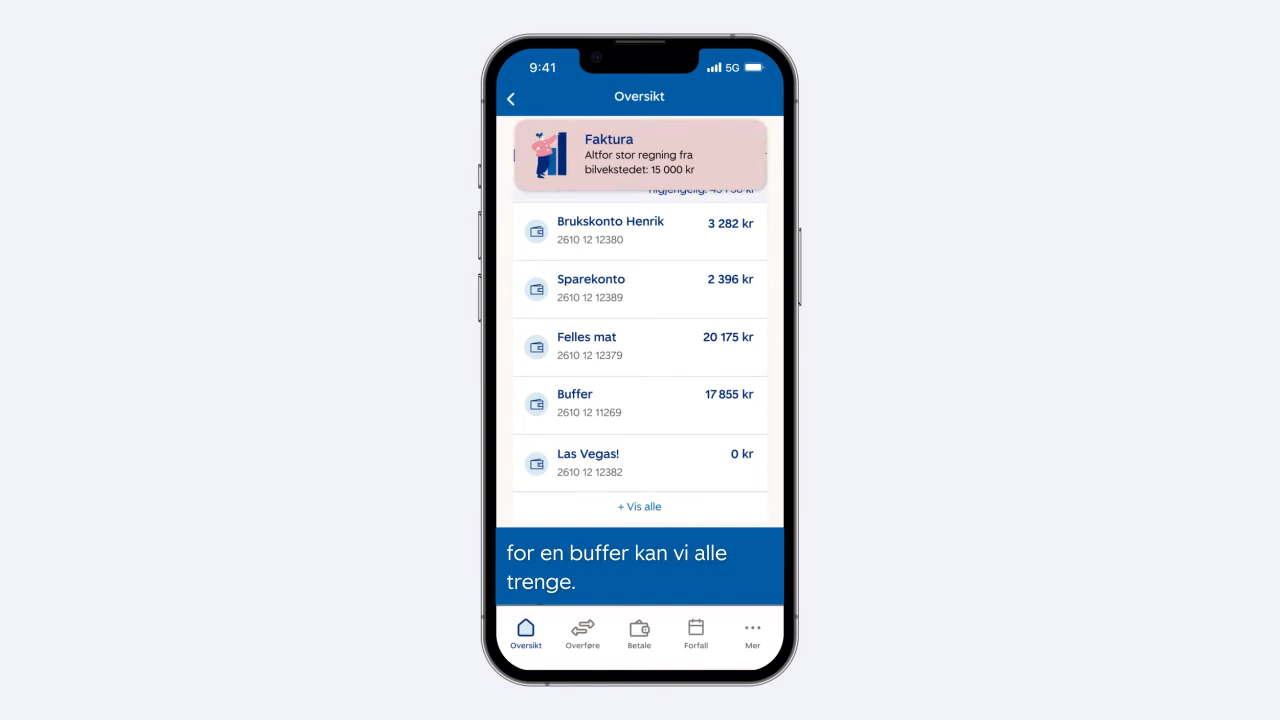 9:41
5G
Oversikt
Faktura
Altfor stor regning fra
bilvekstedet: 15 000 kr
Brukskonto Henrik
3 282 kr
2610 12 12380
Sparekonto
2 396 kr
2610 12 12389
Felles mat
20 175 kr
2610 12 12379
Buffer
17 855 kr
2610 12 11269
Las Vegas!
0 kr
2610 12 12382
+ Vis alle
for en buffer kan vi alle
trenge.
Oversikt
Overføre
Betale
Forfall
Mer